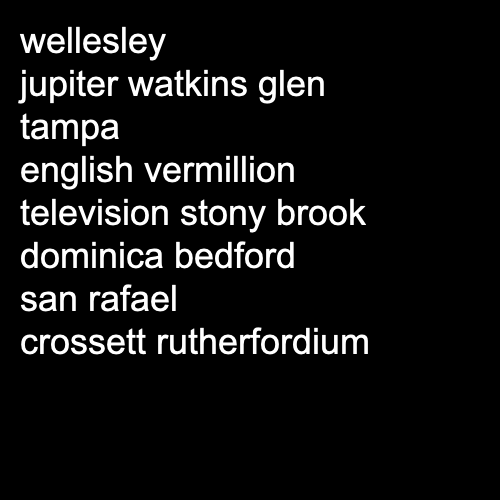 wellesley
jupiter watkins glen
tampa
english vermillion
television stony brook
dominica bedford
san rafael
crossett rutherfordium